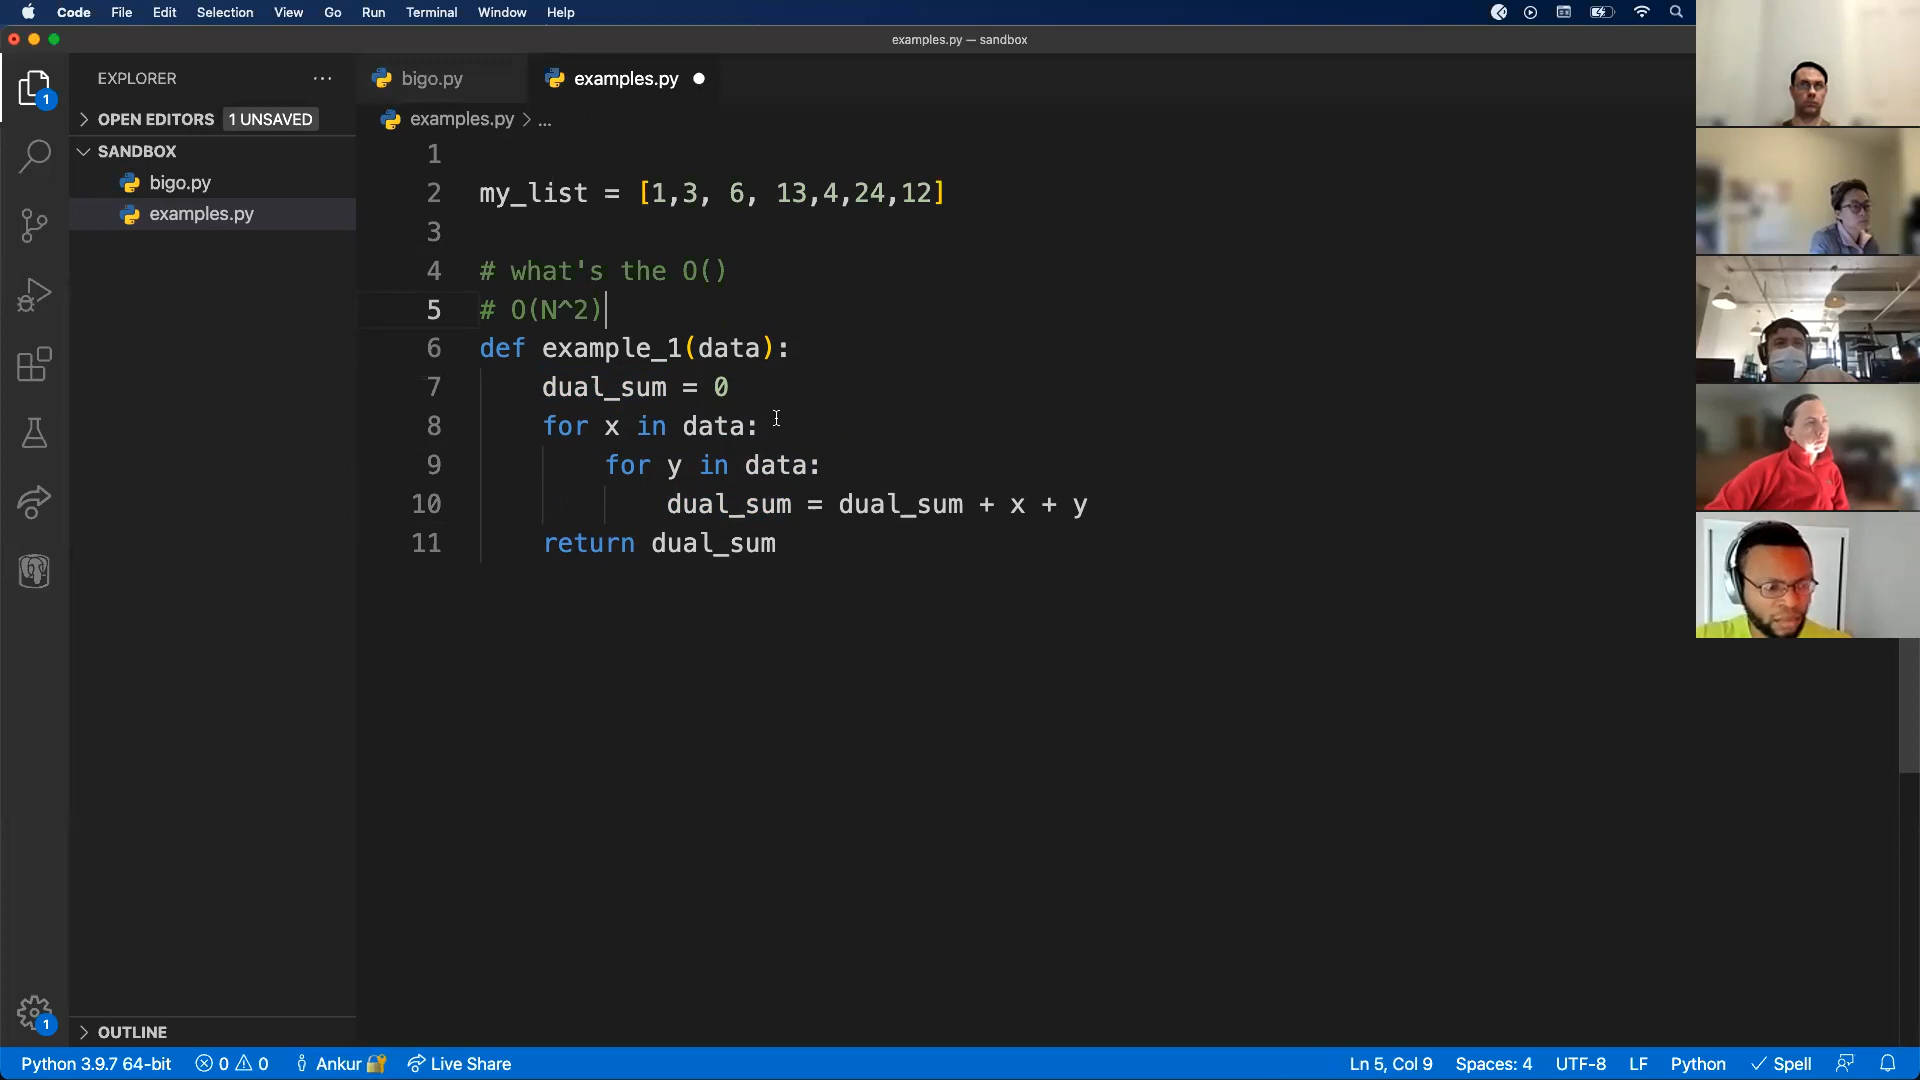 Code File Edit Selection View Go Run Terminal Window Help
examples.py — sandbox
EXPLORER
bigo.py
examples.py
OPEN EDITORS 1 UNSAVED
examples.py > ...
SANDBOX
bigo.py
examples.py
1
2 my_list = [1,3, 6, 13,4,24,12]
3
4 # what's the O()
5 # O(N^2)
6 def example_1(data):
7 dual_sum = 0
8 for x in data:
9 for y in data:
10 dual_sum = dual_sum + x + y
11 return dual_sum
1
1
OUTLINE
Python 3.9.7 64-bit 0 0 Ankur Live Share Ln 5, Col 9 Spaces: 4 UTF-8 LF Python Spell